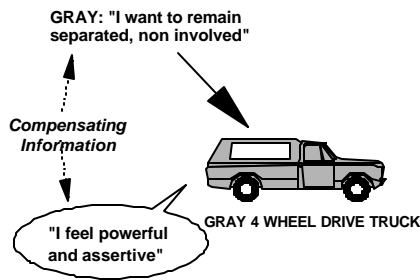 GRAY: "I want to remain
separated, non involved"
Compensating
Information
GRAY 4 WHEEL DRIVE TRUCK
"I feel powerful
and assertive"